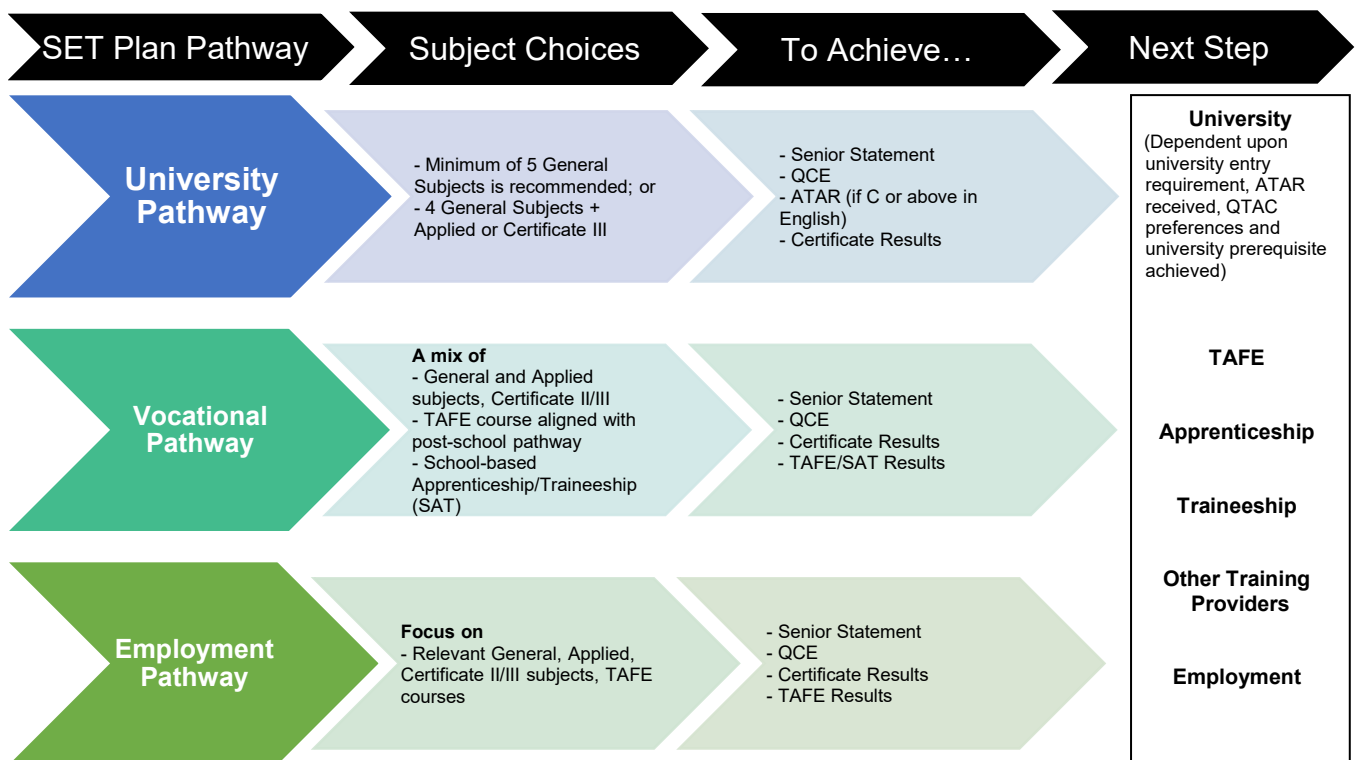 SET Plan Pathway
Subject Choices
To Achieve…
Next Step
University
Pathway
- Minimum of 5 General
Subjects is recommended; or
- 4 General Subjects +
Applied or Certificate III
- Senior Statement
- QCE
- ATAR (if C or above in
English)
- Certificate Results
Vocational
Pathway
A mix of
- General and Applied
subjects, Certificate II/III
- TAFE course aligned with
post-school pathway
- School-based
Apprenticeship/Traineeship
(SAT)
- Senior Statement
- QCE
- Certificate Results
- TAFE/SAT Results
Employment
Pathway
Focus on
- Relevant General, Applied,
Certificate II/III subjects, TAFE
courses
- Senior Statement
- QCE
- Certificate Results
- TAFE Results
University
(Dependent upon
university entry
requirement, ATAR
received, QTAC
preferences and
university prerequisite
achieved)
TAFE
Apprenticeship
Traineeship
Other Training
Providers
Employment